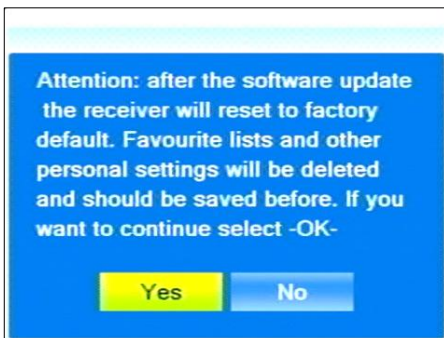 Attention: after the software update
the receiver will reset to factory
default. Favourite lists and other
personal settings will be deleted
and should be saved before. If you
want to continue select -OK-
Yes No